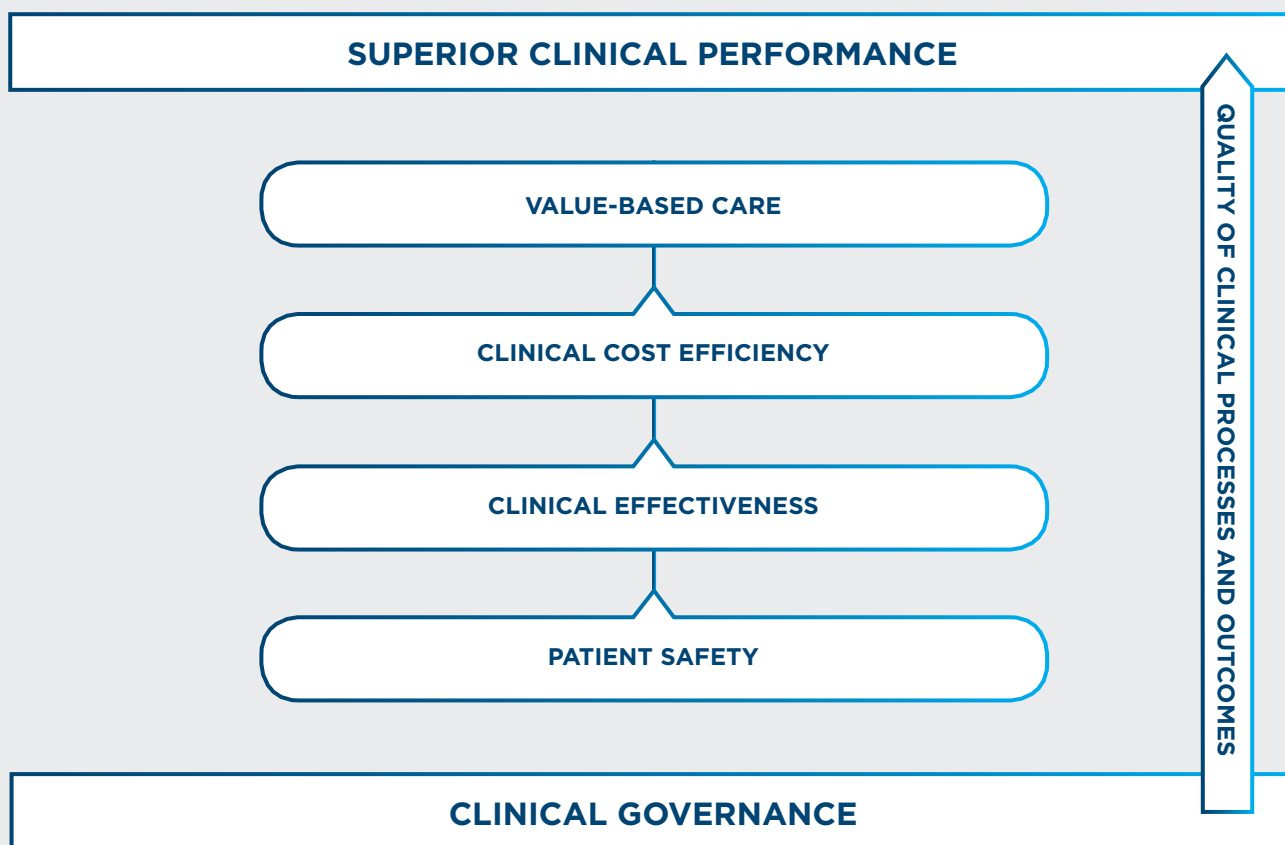 SUPERIOR CLINICAL PERFORMANCE
VALUE-BASED CARE
CLINICAL COST EFFICIENCY
CLINICAL EFFECTIVENESS
PATIENT SAFETY
CLINICAL GOVERNANCE
QUALITY OF CLINICAL PROCESSES AND OUTCOMES